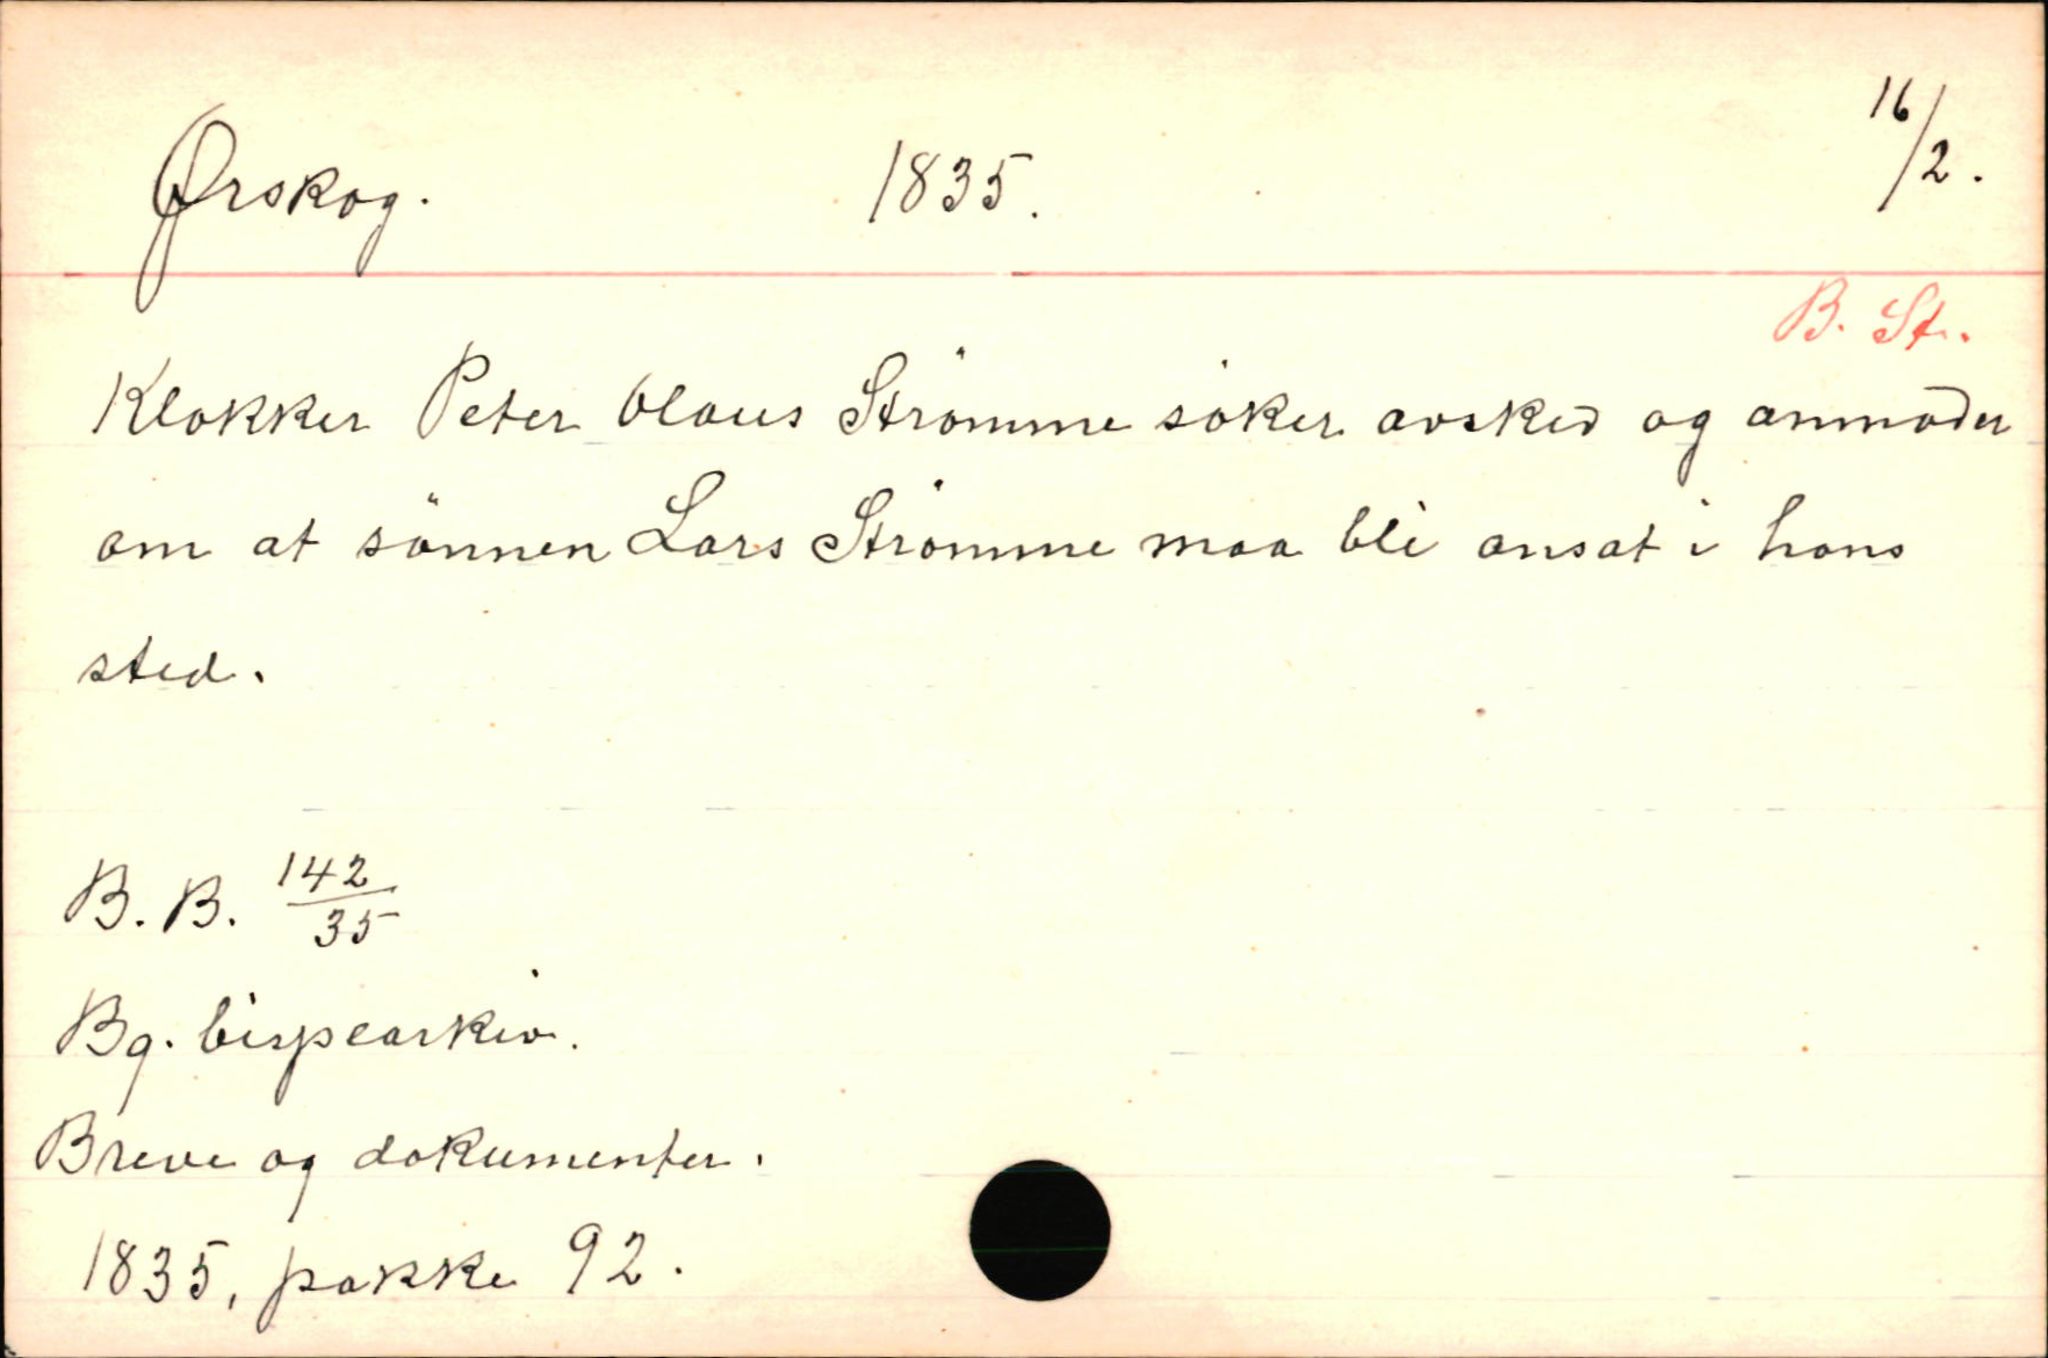 Ørskog. 1835. 16/2.
B. St.
Klokker Peter Olaus Strömme söker avsked og anmoder
om at sönnen Lars Strömme maa bli ansat i hans
sted.
B. B. 142/35
Bg. bispearkiv.
Breve og dokumenter.
1835, pakke 92.